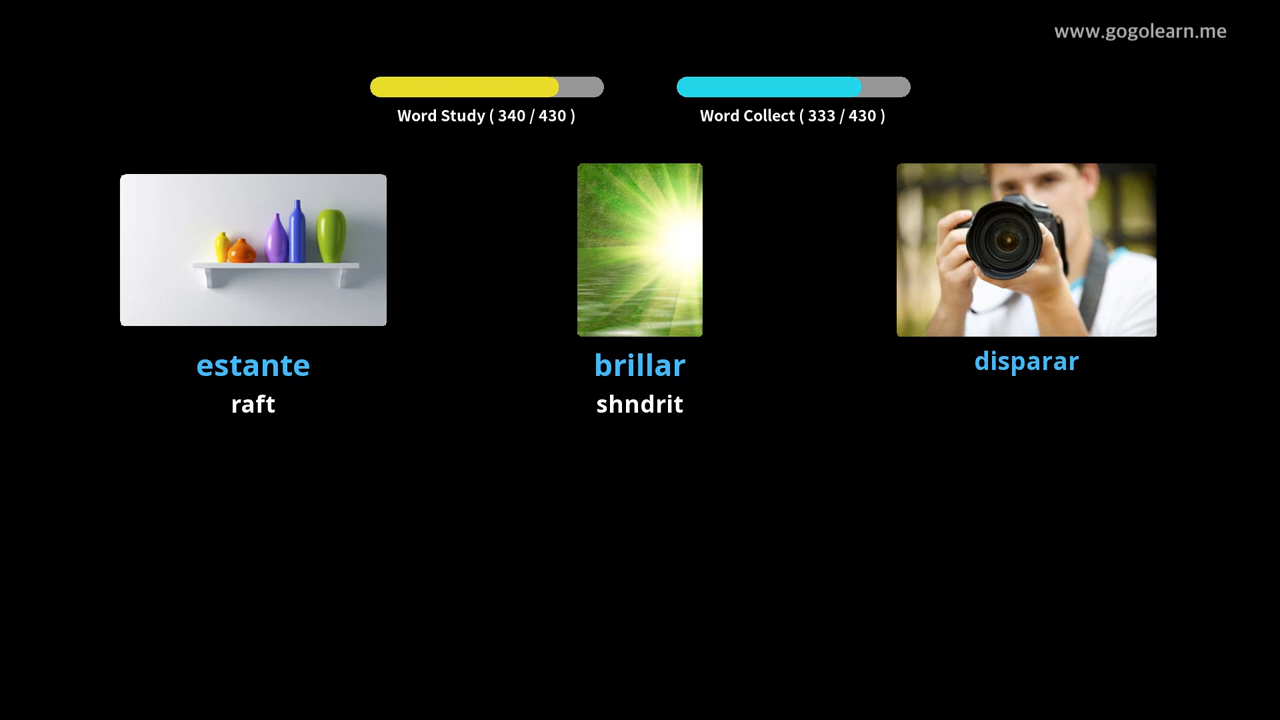 www.gogolearn.me
Word Study ( 340 / 430 )
Word Collect ( 333 / 430 )
estante
raft
brillar
shndrit
disparar